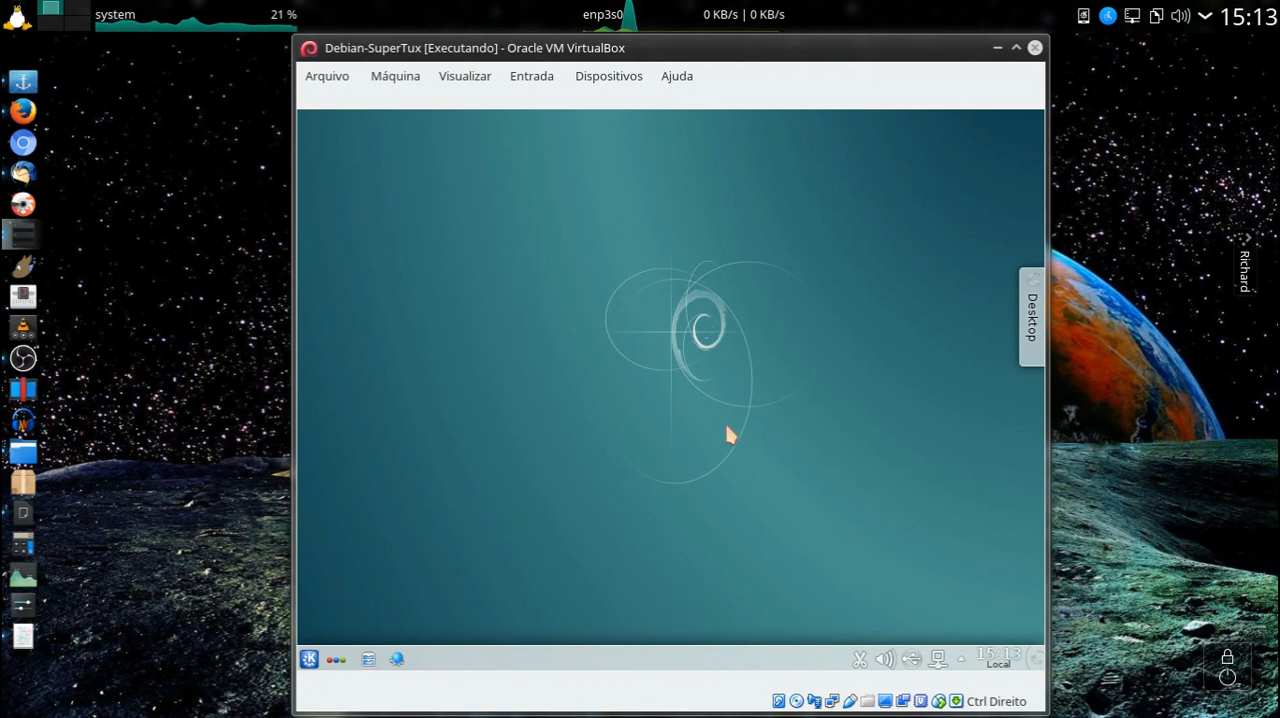 system 21 % enp3s0 0 KB/s | 0 KB/s 15:13
Debian-SuperTux [Executando] - Oracle VM VirtualBox
Arquivo Máquina Visualizar Entrada Dispositivos Ajuda
Richard
Desktop
15:13
Local
Ctrl Direito